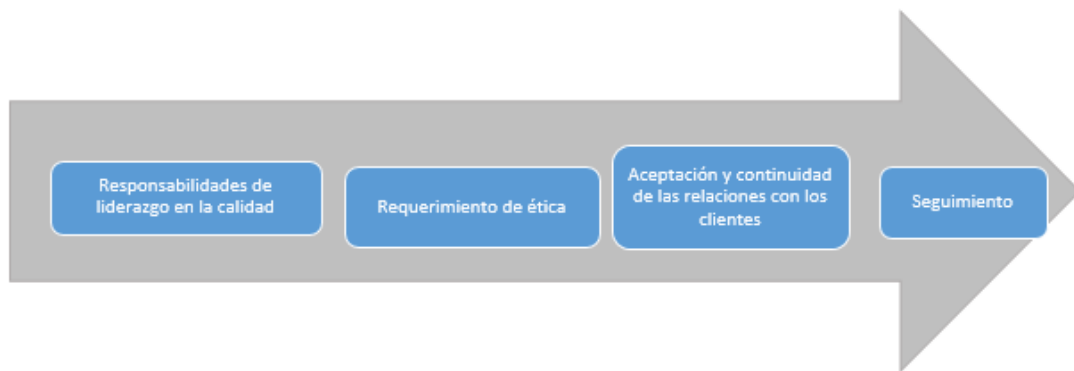 Responsabilidades de
liderazgo en la calidad
Requerimiento de ética
Aceptación y continuidad
de las relaciones con los
clientes
Seguimiento